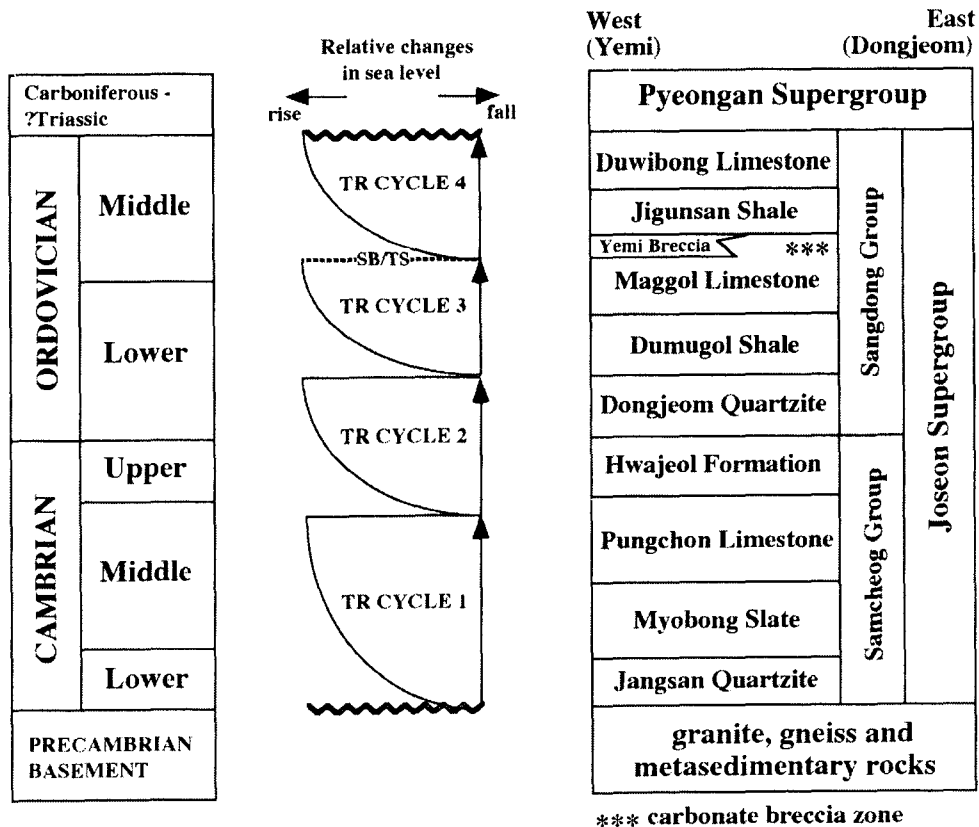 West
(Yemi)
East
(Dongjeom)
Relative changes
in sea level
rise
fall
Carboniferous -
?Triassic
ORDOVICIAN
Middle
Lower
CAMBRIAN
Upper
Middle
Lower
PRECAMBRIAN
BASEMENT
TR CYCLE 4
SB/TS
TR CYCLE 3
TR CYCLE 2
TR CYCLE 1
Pyeongan Supergroup
Duwibong Limestone
Jigunsan Shale
Yemi Breccia
***
Maggol Limestone
Dumugol Shale
Dongjeom Quartzite
Hwajeol Formation
Pungchon Limestone
Myobong Slate
Jangsan Quartzite
Sangdong Group
Samcheog Group
Joseon Supergroup
granite, gneiss and
metasedimentary rocks
*** carbonate breccia zone